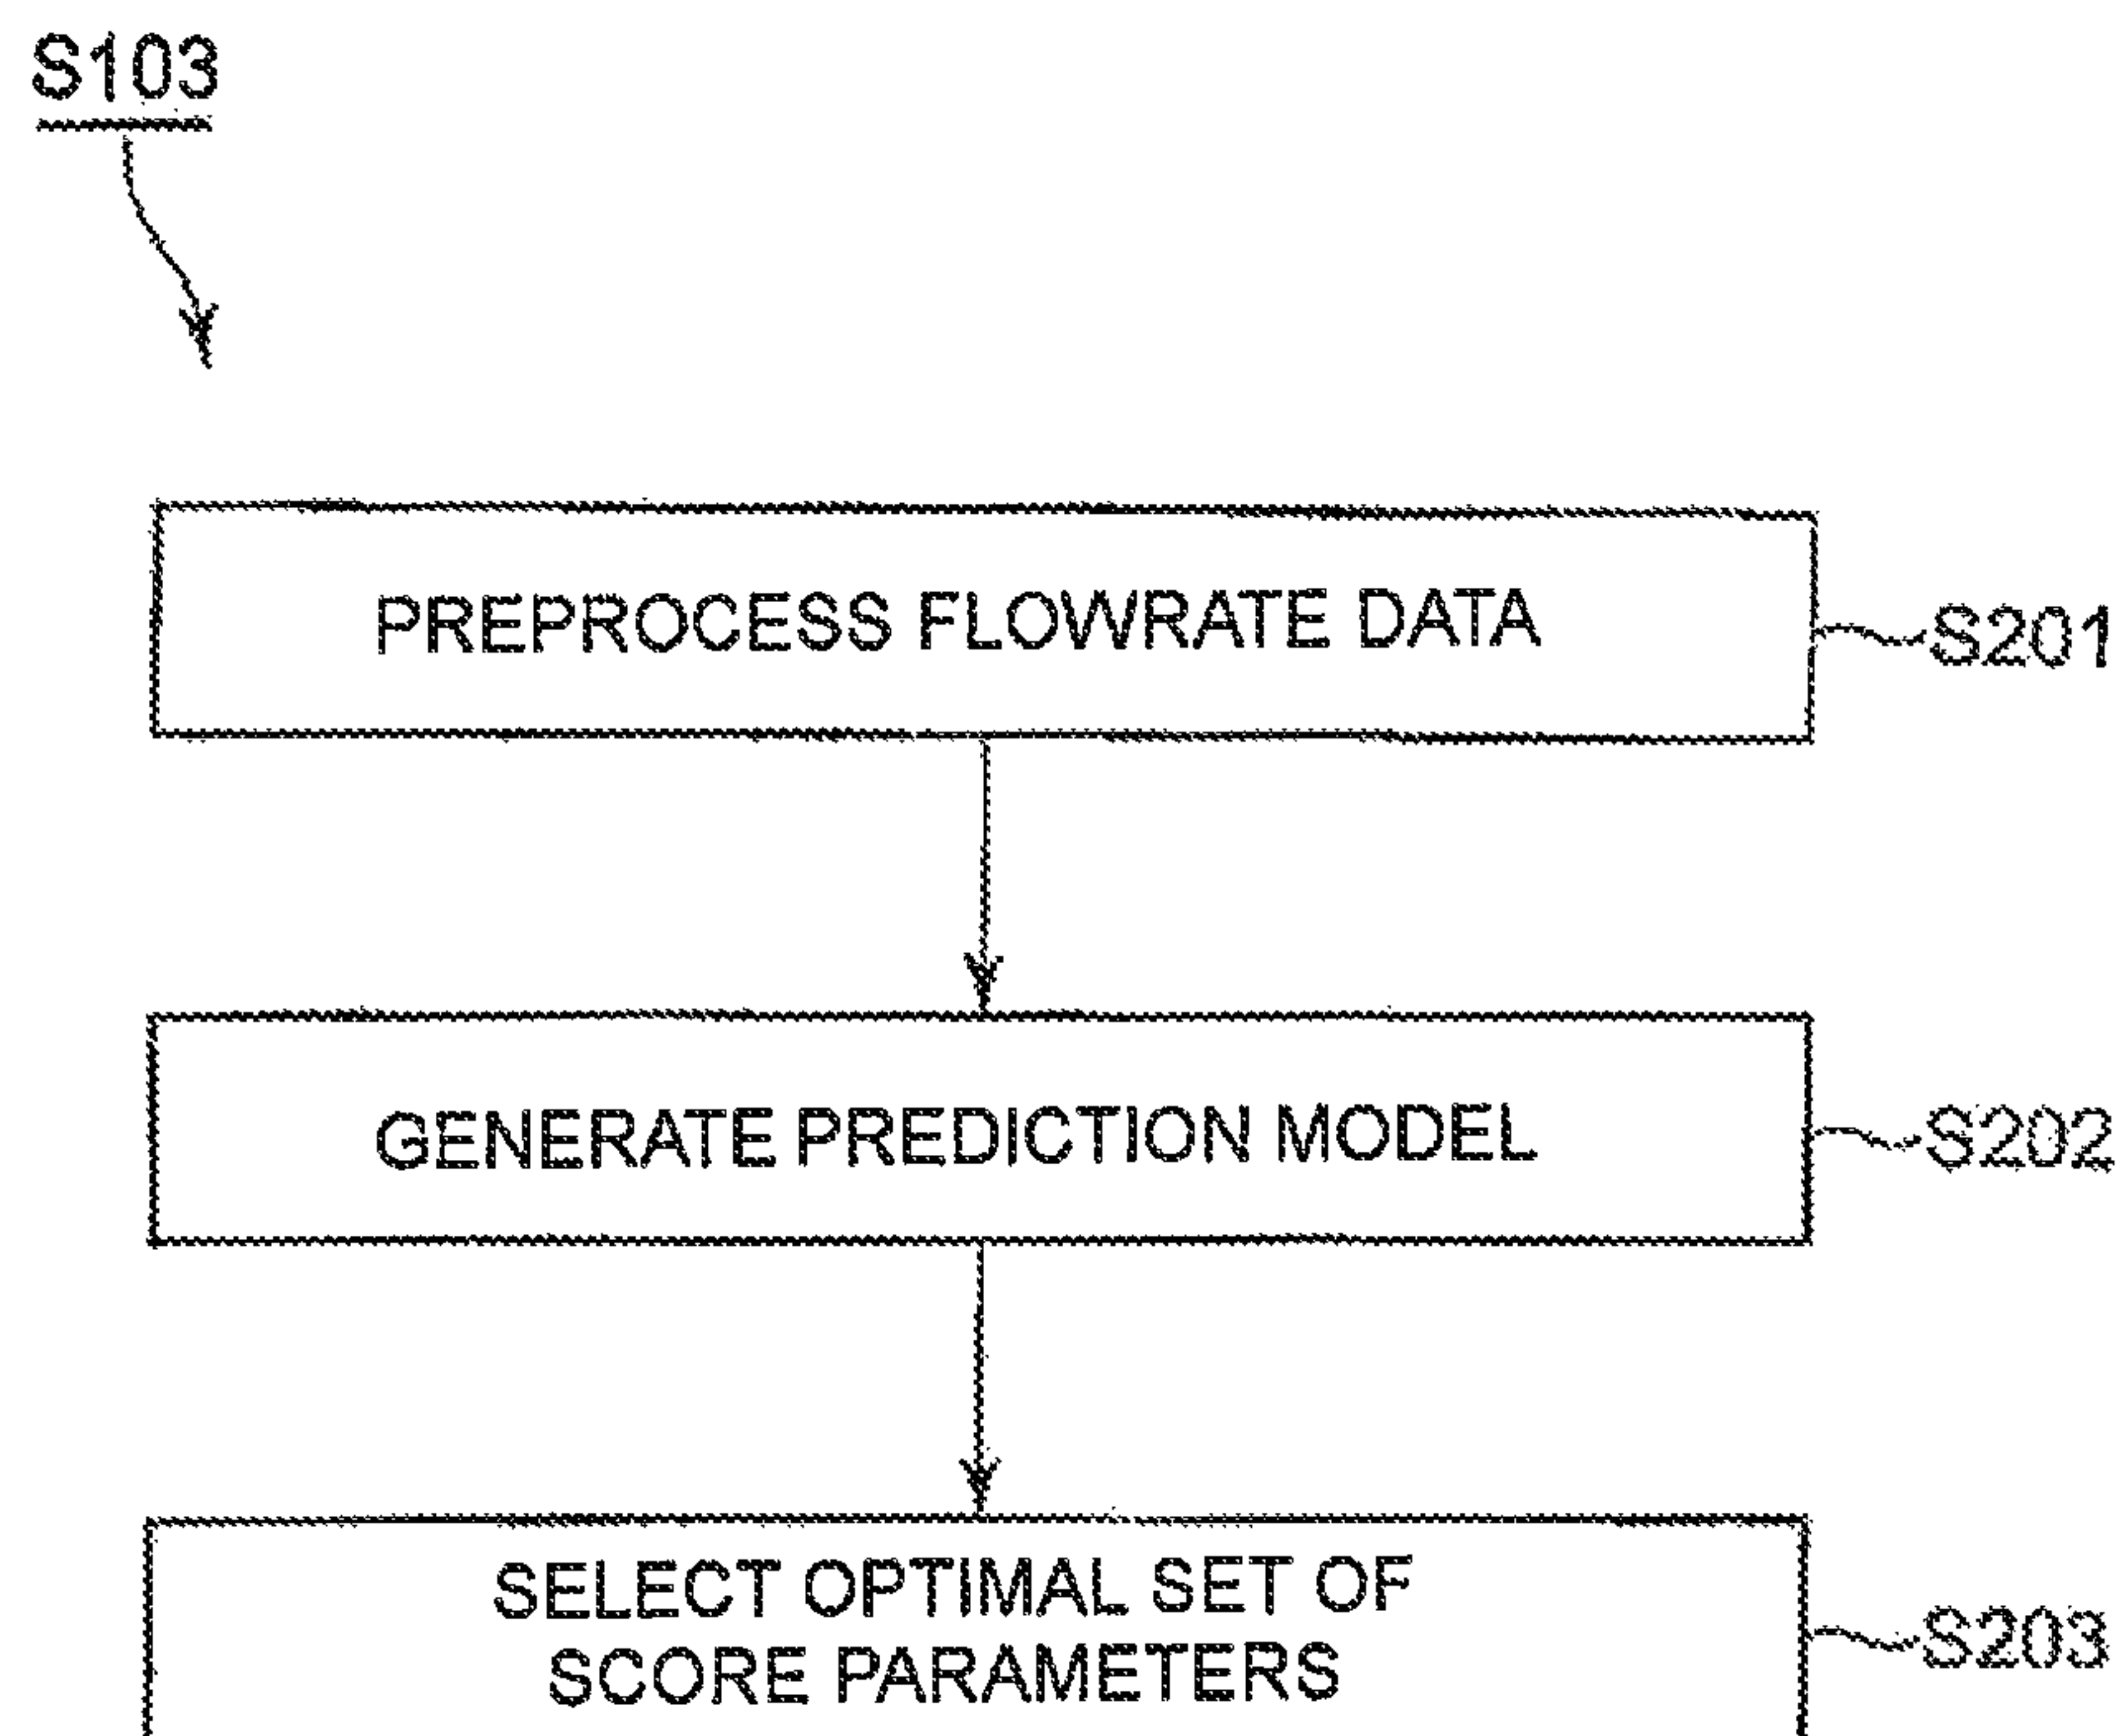 S103
PREPROCESS FLOWRATE DATA
S201
GENERATE PREDICTION MODEL
S202
SELECT OPTIMAL SET OF
SCORE PARAMETERS
S203